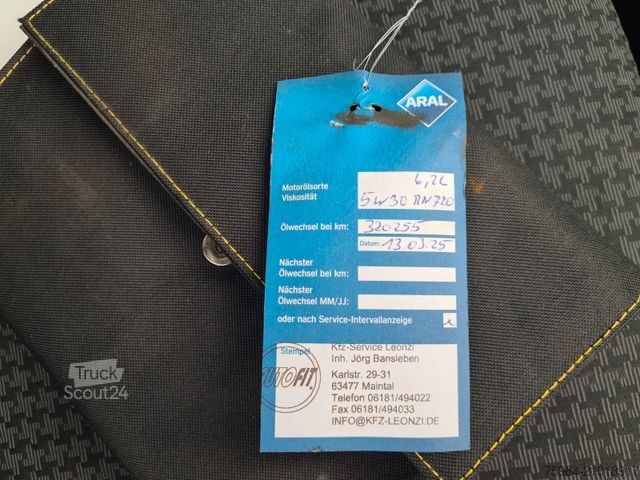 ARAL
Motorölsorte
Viskosität
6,2L
5W30 RN720
Ölwechsel bei km: 320255
Datum: 13.03.25
Nächster
Ölwechsel bei km:
Nächster
Ölwechsel MM/JJ:
oder nach Service-Intervallanzeige x
Stempel
AUTOFIT
Kfz-Service Leonzi
Inh. Jörg Bansleben
Karlstr. 29-31
63477 Maintal
Telefon 06181/494022
Fax 06181/494033
INFO@KFZ-LEONZI.DE
Truck
Scout24